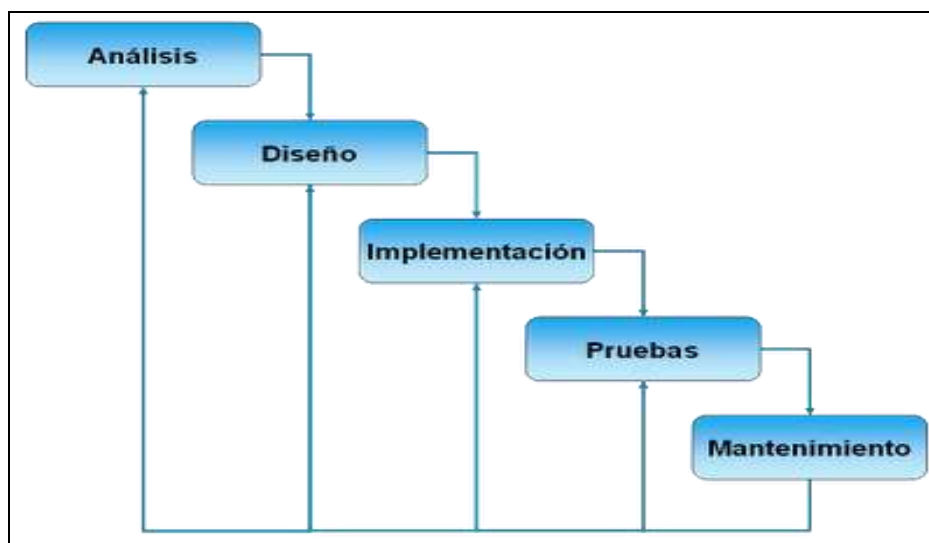 Análisis
Diseño
Implementación
Pruebas
Mantenimiento